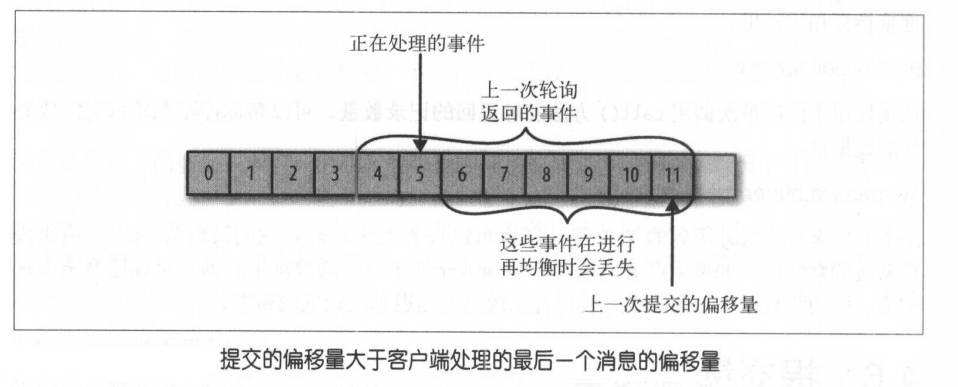 正在处理的事件
上一次轮询
返回的事件
0 1 2 3 4 5 6 7 8 9 10 11
这些事件在进行
再均衡时会丢失
上一次提交的偏移量
提交的偏移量大于客户端处理的最后一个消息的偏移量